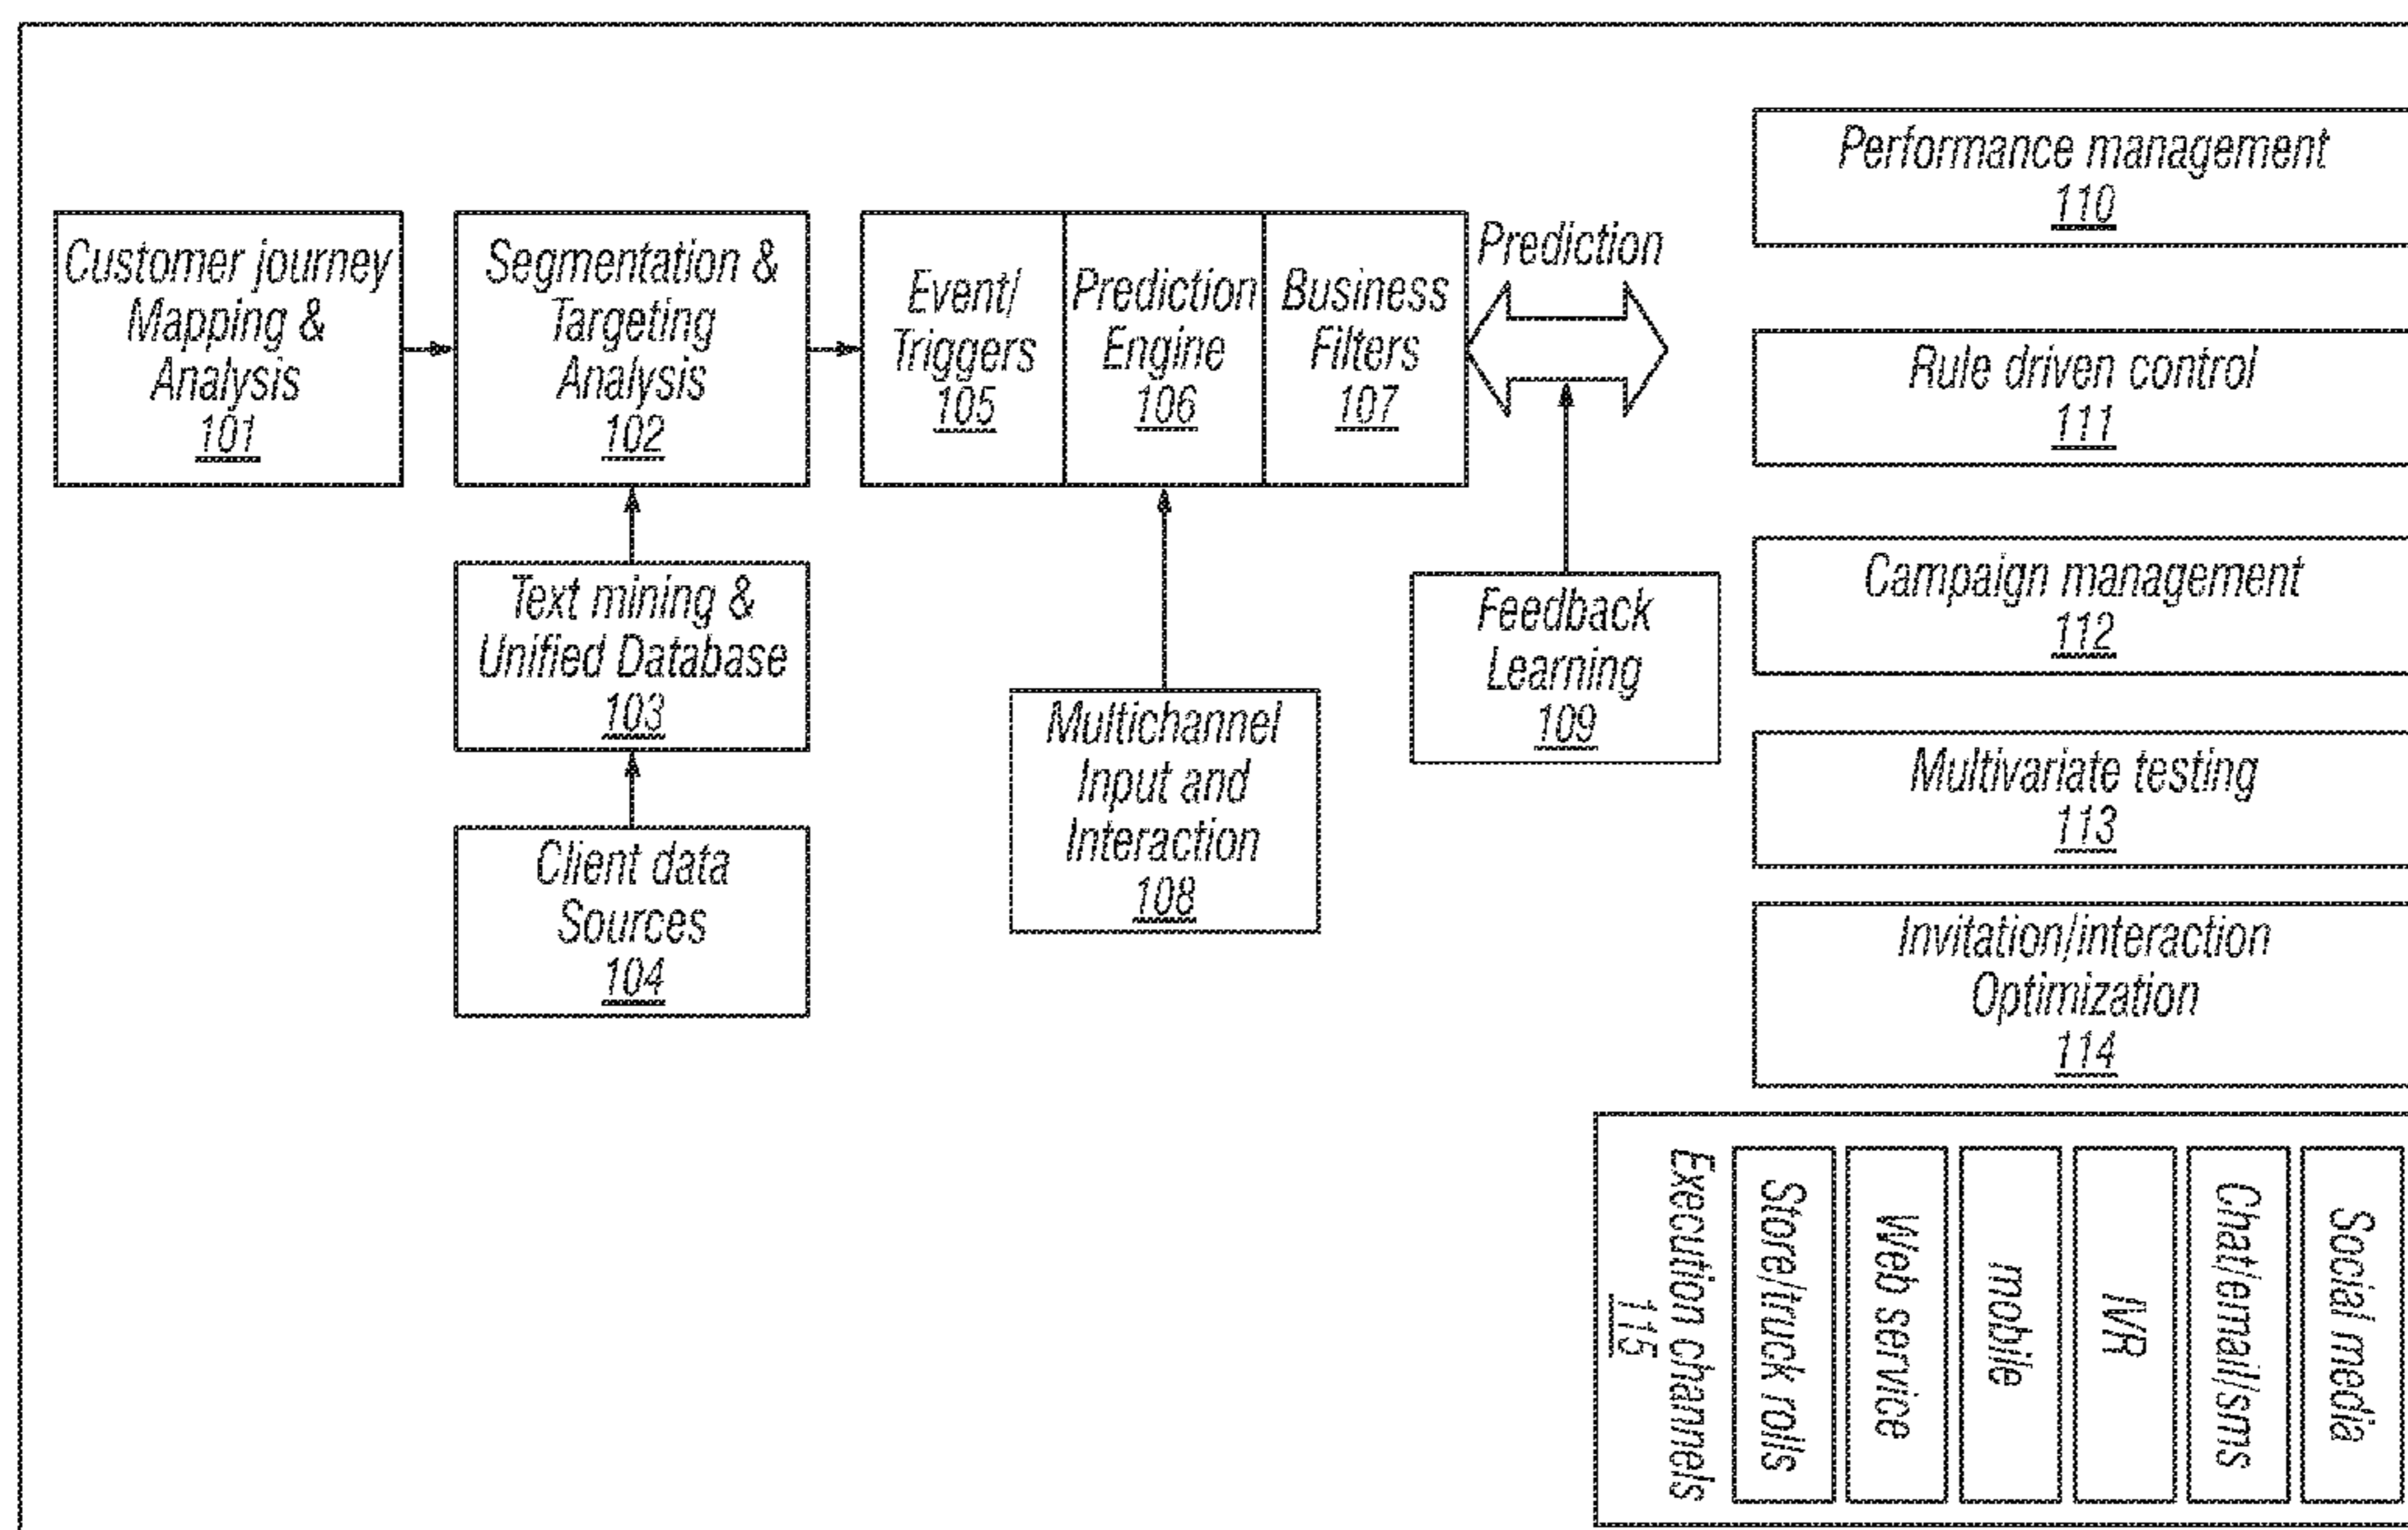 Customer journey
Mapping &
Analysis
101
Segmentation &
Targeting
Analysis
102
Event/
Triggers
105
Prediction
Engine
106
Business
Filters
107
Prediction
Text mining &
Unified Database
103
Client data
Sources
104
Multichannel
Input and
Interaction
108
Feedback
Learning
109
Performance management
110
Rule driven control
111
Campaign management
112
Multivariate testing
113
Invitation/interaction
Optimization
114
Execution channels
115
Store/truck rolls
Web service
mobile
IVR
Chat/email/sms
Social media